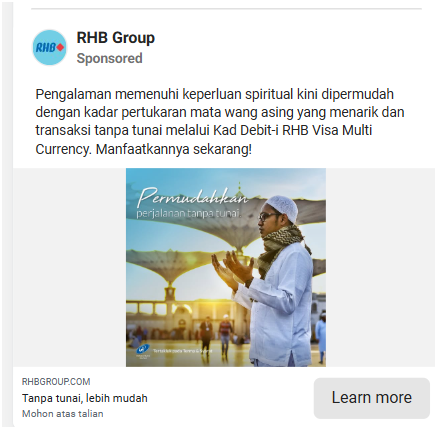 RHB
RHB Group
Sponsored
Pengalaman memenuhi keperluan spiritual kini dipermudah
dengan kadar pertukaran mata wang asing yang menarik dan
transaksi tanpa tunai melalui Kad Debit-i RHB Visa Multi
Currency. Manfaatkannya sekarang!
Permudahkan
perjalanan tanpa tunai
RHBGROUP.COM
Tanpa tunai, lebih mudah
Mohon atas talian
Learn more